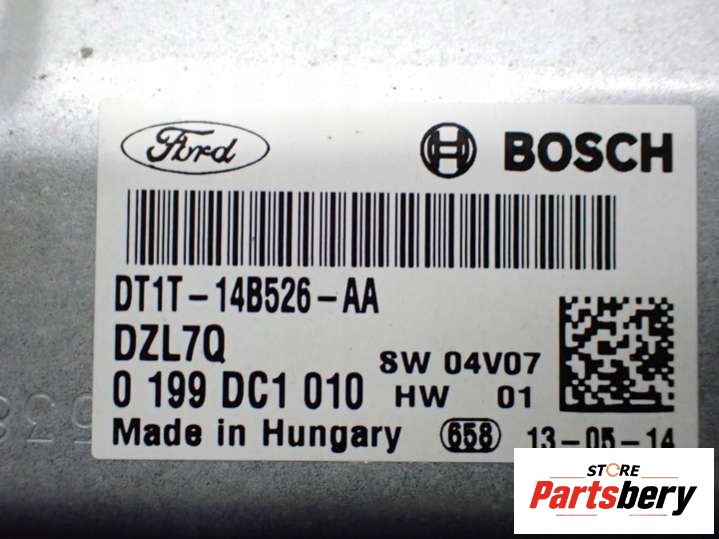 Ford BOSCH
DT1T-14B526-AA
DZL7Q
SW 04V07
0 199 DC1 010 HW 01
Made in Hungary 658 13-05-14
STORE
Partsbery